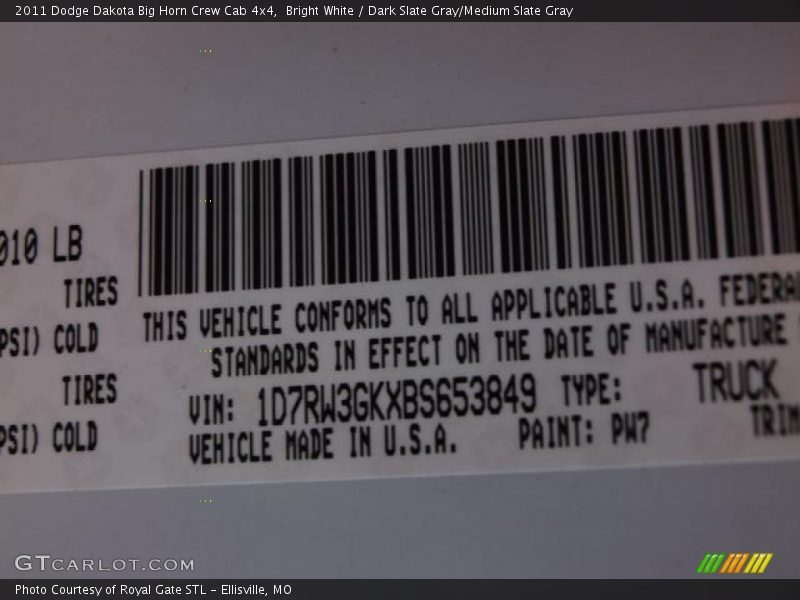 2011 Dodge Dakota Big Horn Crew Cab 4x4, Bright White / Dark Slate Gray/Medium Slate Gray
010 LB
TIRES
PSI) COLD
TIRES
PSI) COLD
THIS VEHICLE CONFORMS TO ALL APPLICABLE U.S.A. FEDERA
STANDARDS IN EFFECT ON THE DATE OF MANUFACTURE
VIN: 1D7RW3GKXBS653849 TYPE: TRUCK
VEHICLE MADE IN U.S.A. PAINT: PW7 TRIM
GTCARLOT.COM
Photo Courtesy of Royal Gate STL - Ellisville, MO